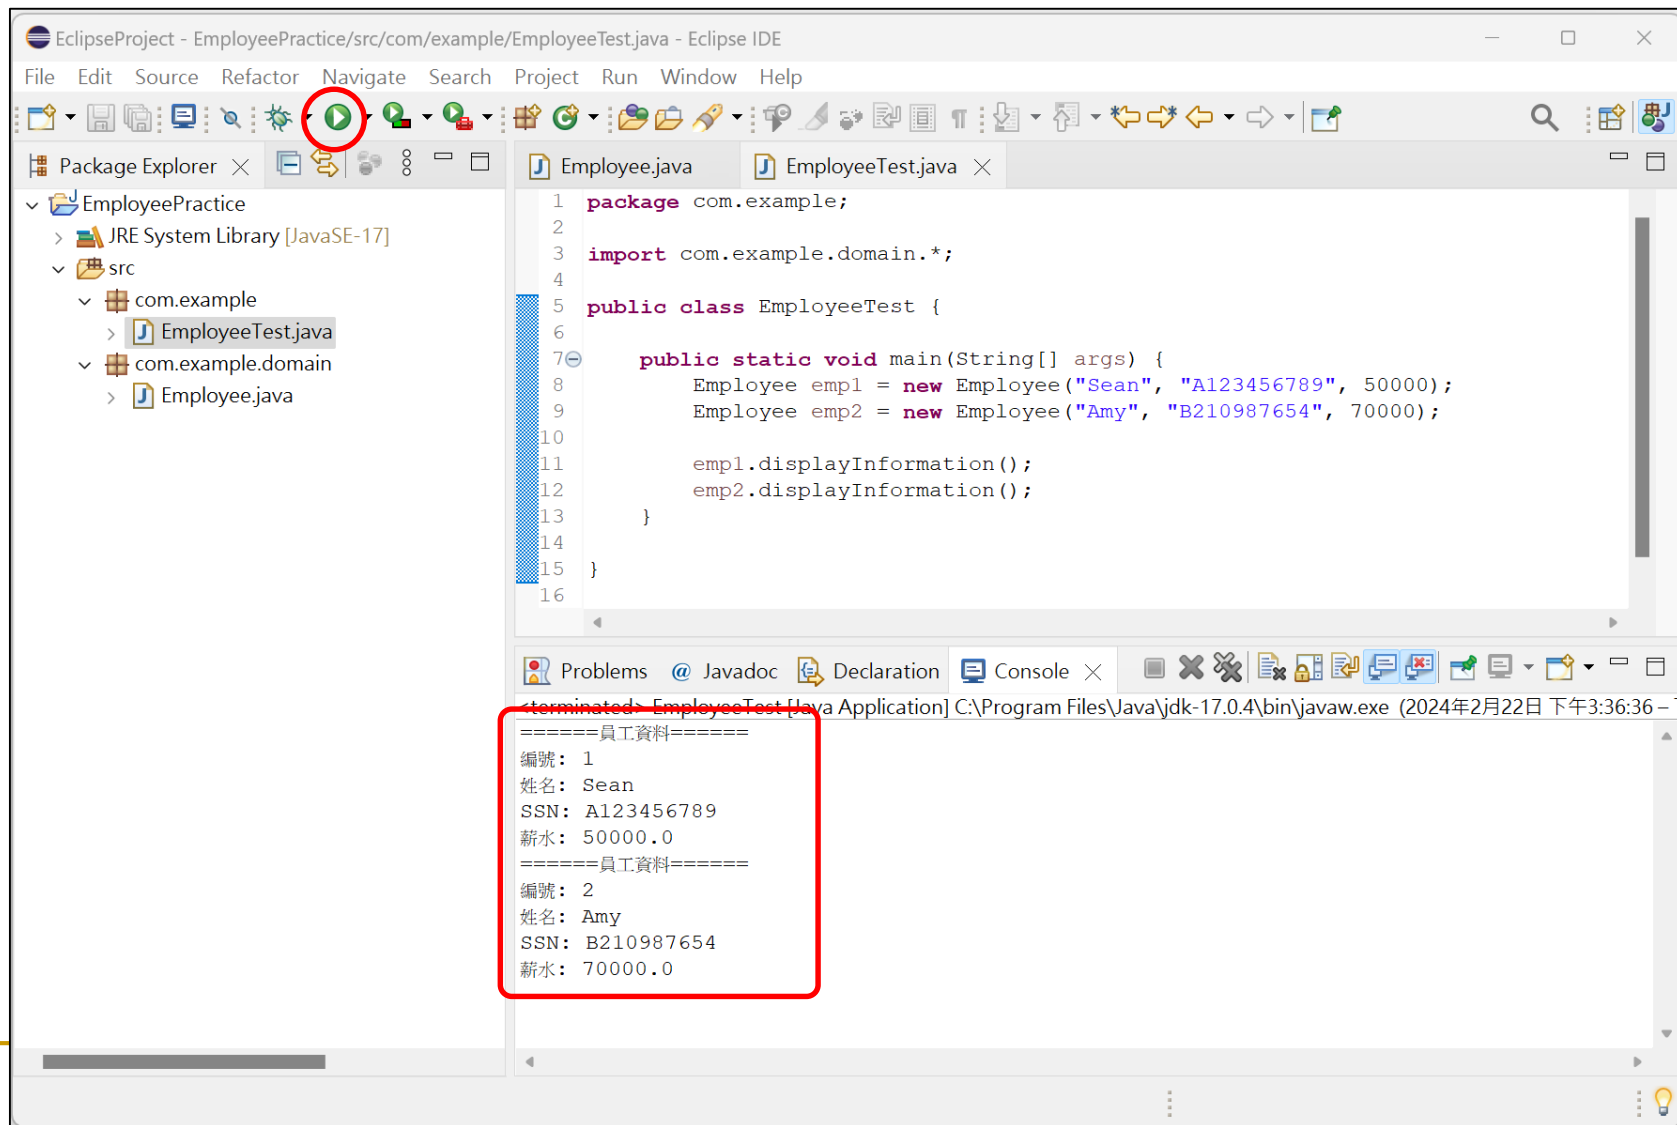 EclipseProject - EmployeePractice/src/com/example/EmployeeTest.java - Eclipse IDE
File Edit Source Refactor Navigate Search Project Run Window Help
Package Explorer
EmployeePractice
JRE System Library [JavaSE-17]
src
com.example
EmployeeTest.java
com.example.domain
Employee.java
Employee.java
EmployeeTest.java
1 package com.example;
2
3 import com.example.domain.*;
4
5 public class EmployeeTest {
6
7 public static void main(String[] args) {
8 Employee emp1 = new Employee("Sean", "A123456789", 50000);
9 Employee emp2 = new Employee("Amy", "B210987654", 70000);
10
11 emp1.displayInformation();
12 emp2.displayInformation();
13 }
14
15 }
16
Problems @ Javadoc Declaration Console
<terminated> EmployeeTest [Java Application] C:\Program Files\Java\jdk-17.0.4\bin\javaw.exe (2024年2月22日 下午3:36:36 –
======員工資料======
編號: 1
姓名: Sean
SSN: A123456789
薪水: 50000.0
======員工資料======
編號: 2
姓名: Amy
SSN: B210987654
薪水: 70000.0